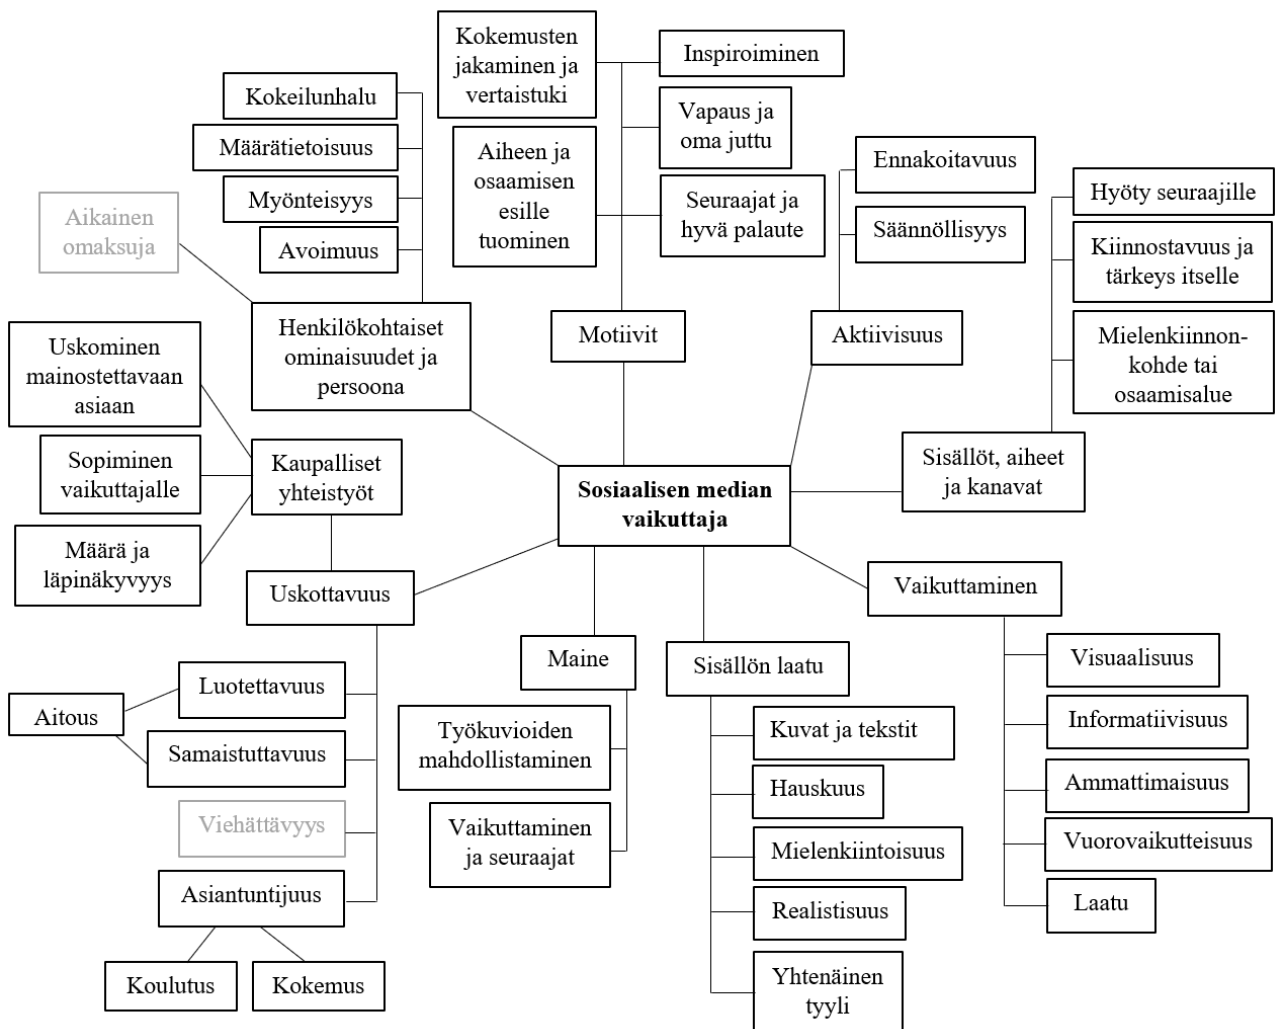 Kokemusten
jakaminen ja
vertaistuki
Inspiroiminen
Kokeilunhalu
Vapaus ja
oma juttu
Määrätietoisuus
Aiheen ja
osaamisen
esille
tuominen
Ennakoitavuus
Myönteisyys
Seuraajat ja
hyvä palaute
Säännöllisyys
Hyöty seuraajille
Aikainen
omaksuja
Avoimuus
Kiinnostavuus ja
tärkeys itselle
Henkilökohtaiset
ominaisuudet ja
persoona
Motiivit
Aktiivisuus
Mielenkiinnon-
kohde tai
osaamisalue
Uskominen
mainostettavaan
asiaan
Sopiminen
vaikuttajalle
Kaupalliset
yhteistyöt
Sosiaalisen median
vaikuttaja
Sisällöt, aiheet
ja kanavat
Määrä ja
läpinäkyvyys
Uskottavuus
Vaikuttaminen
Maine
Sisällön laatu
Visuaalisuus
Luotettavuus
Aitous
Samaistuttavuus
Työkuvioiden
mahdollistaminen
Kuvat ja tekstit
Informatiivisuus
Hauskuus
Ammattimaisuus
Viehättävyys
Vaikuttaminen
ja seuraajat
Mielenkiintoisuus
Vuorovaikutteisuus
Asiantuntijuus
Realistisuus
Laatu
Koulutus
Kokemus
Yhtenäinen
tyyli